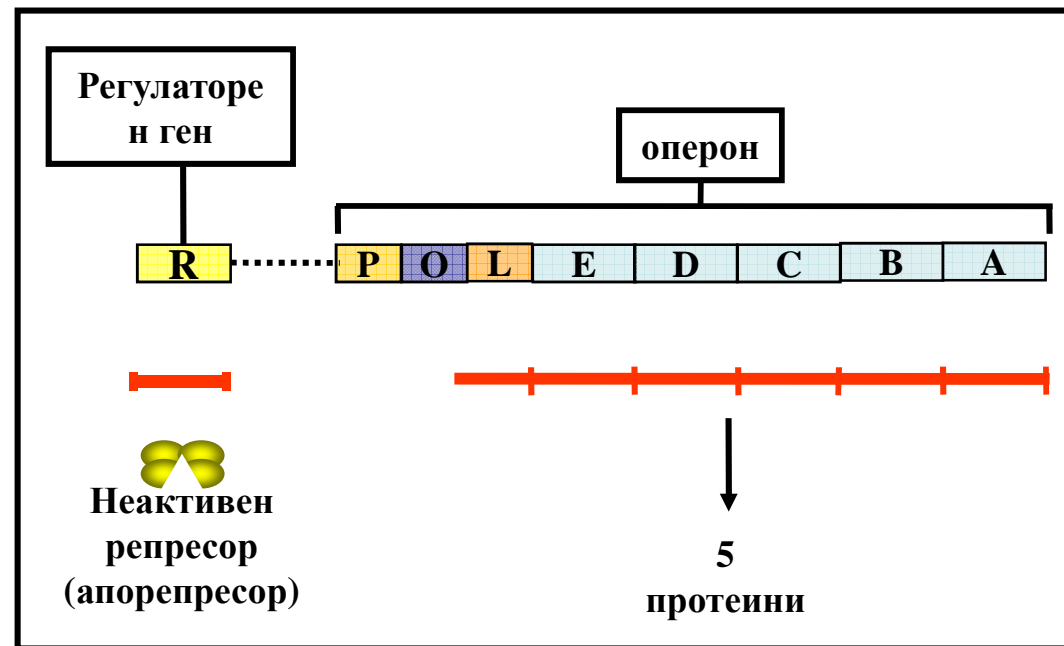 Регулаторе
н ген
оперон
R P O L E D C B A
Неактивен
репресор
(апорепресор)
5
протеини